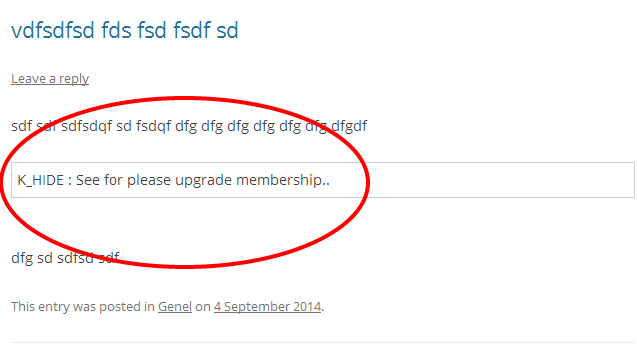 vdfsdfsd fds fsd fsdf sd
Leave a reply
sdf sdf sdfsdqf sd fsdqf dfg dfg dfg dfg dfg dfg dfgdf
K_HIDE : See for please upgrade membership..
dfg sd sdfsd sdf
This entry was posted in Genel on 4 September 2014.